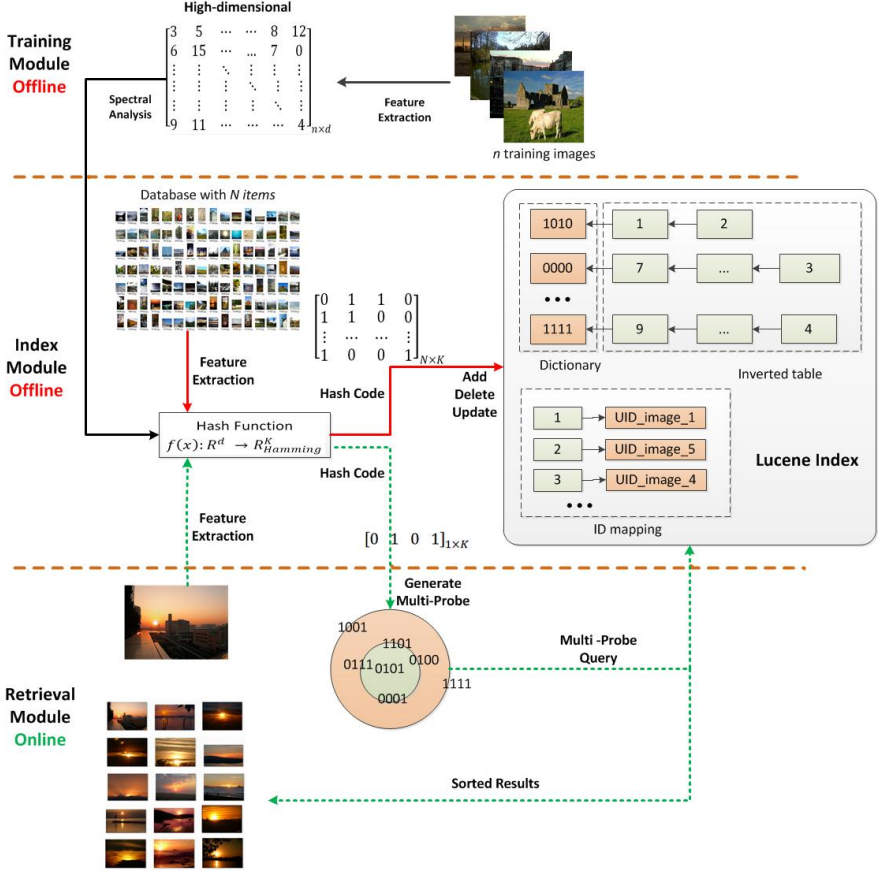 High-dimensional
Training
Module
Offline
3 5 ⋯ ⋯ 8 12
6 15 ⋯ ... 7 0
⋮ ⋮ ⋱ ⋮ ⋮ ⋮
⋮ ⋮ ⋮ ⋱ ⋮ ⋮
⋮ ⋮ ⋮ ⋮ ⋱ ⋮
9 11 ⋯ ⋯ ⋯ 4
n×d
Spectral
Analysis
Feature
Extraction
n training images
Database with N items
Index
Module
Offline
0 1 1 0
1 1 0 0
⋮ ⋯ ⋯ ⋮
1 0 0 1
N×K
Feature
Extraction
Hash Code
Add
Delete
Update
Hash Function
f(x): R^d → R^K_Hamming
Hash Code
Feature
Extraction
[0 1 0 1]1×K
1010 1 2
0000 7 ... 3
•••
1111 9 ... 4
Dictionary
Inverted table
1 UID_image_1
2 UID_image_5
3 UID_image_4
•••
ID mapping
Lucene Index
Retrieval
Module
Online
Generate
Multi-Probe
1001
1101
0111 0101 0100
0001
1111
Multi -Probe
Query
Sorted Results